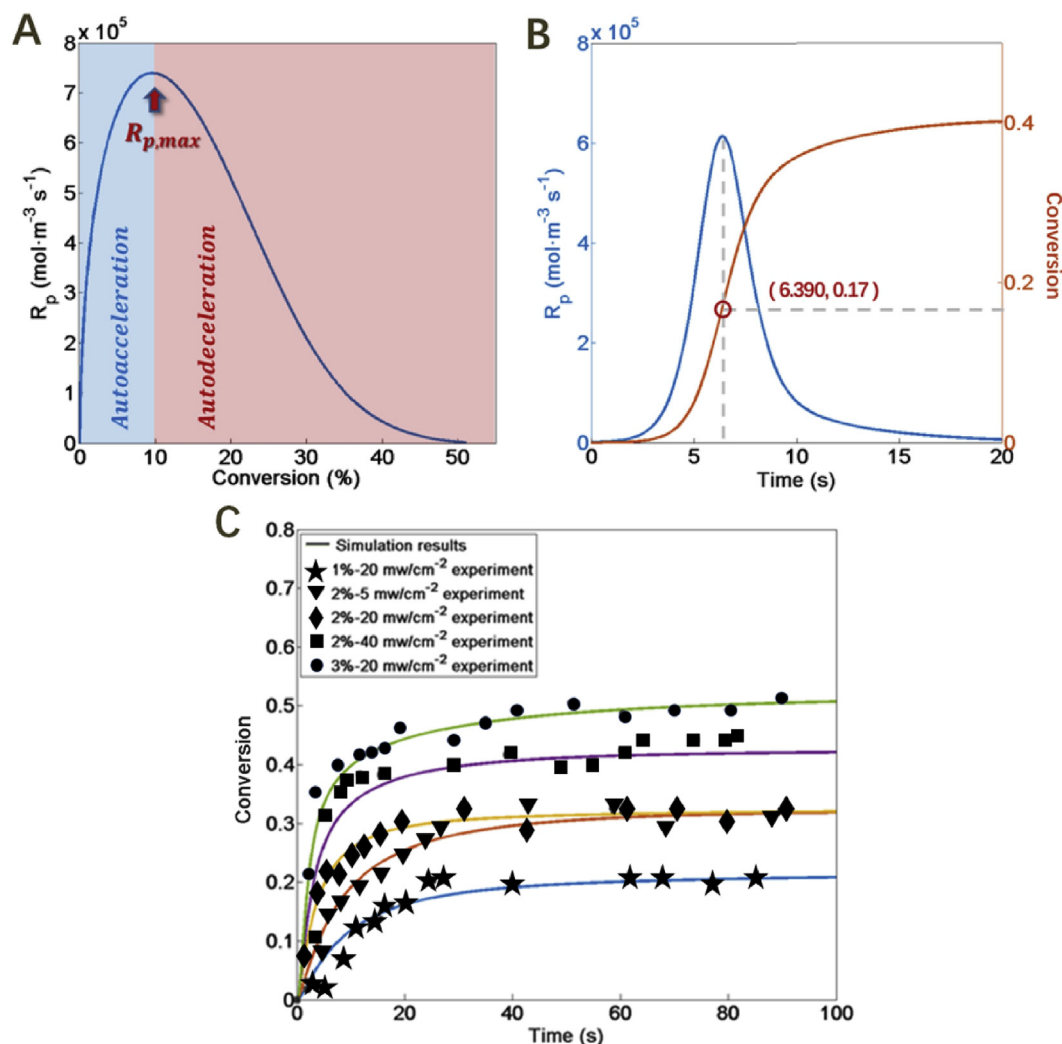 A
8 × 10⁵
7
6
5
4
3
2
1
0
R_p (mol·m⁻³ s⁻¹)
R_p,max
Autoacceleration
Autodeceleration
0 10 20 30 40 50
Conversion (%)
B
8 × 10⁵
6
4
2
0
R_p (mol·m⁻³ s⁻¹)
( 6.390, 0.17 )
0.4
0.2
0
Conversion
0 5 10 15 20
Time (s)
C
0.8
0.7
0.6
0.5
0.4
0.3
0.2
0.1
0
Conversion
Simulation results
1%-20 mw/cm⁻² experiment
2%-5 mw/cm⁻² experiment
2%-20 mw/cm⁻² experiment
2%-40 mw/cm⁻² experiment
3%-20 mw/cm⁻² experiment
0 20 40 60 80 100
Time (s)